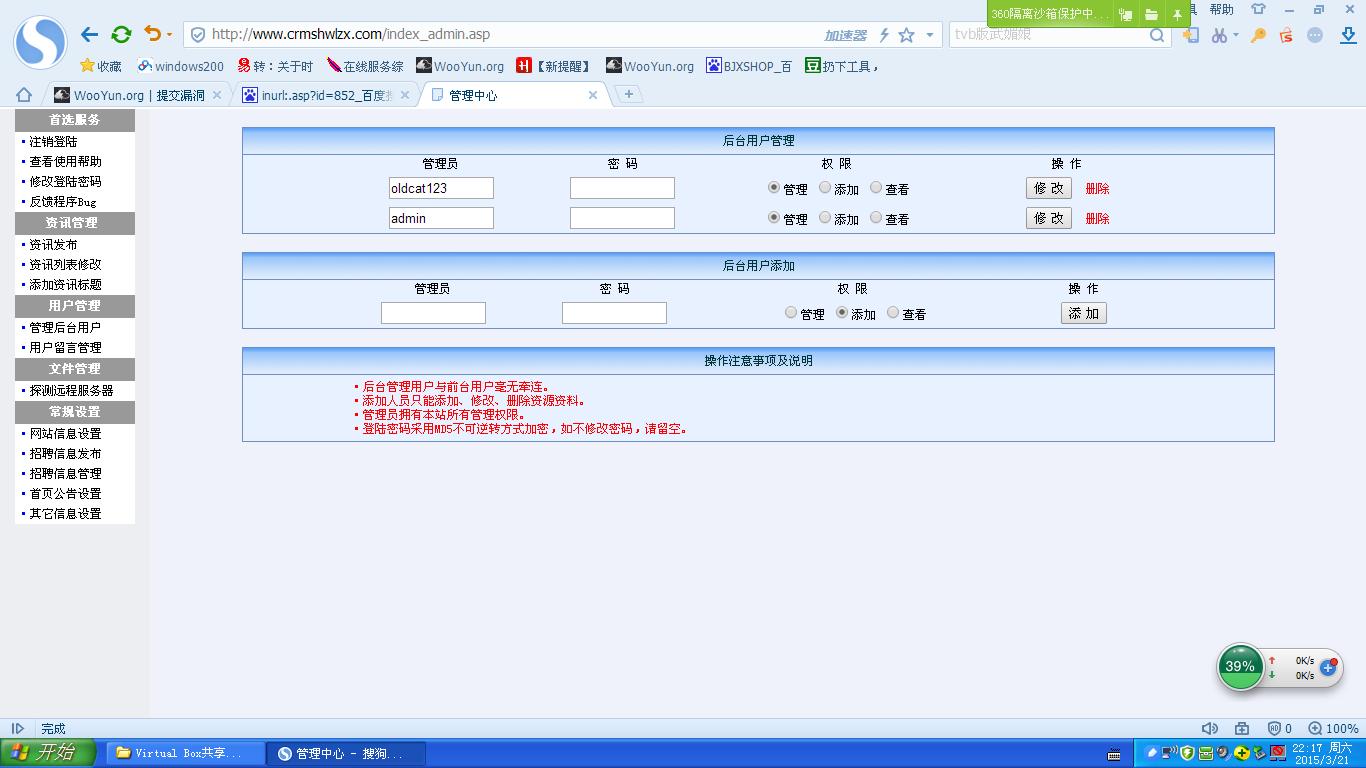 360隔离沙箱保护中...
具 帮助
http://www.crmshwlzx.com/index_admin.asp 加速器 tvb版武媚娘
收藏 windows200 转：关于时 在线服务综 WooYun.org 【新提醒】 WooYun.org BJXSHOP_百 扔下工具，
WooYun.org | 提交漏洞 inurl:.asp?id=852_百度搜 管理中心
首选服务
注销登陆
查看使用帮助
修改登陆密码
反馈程序Bug
资讯管理
资讯发布
资讯列表修改
添加资讯标题
用户管理
管理后台用户
用户留言管理
文件管理
探测远程服务器
常规设置
网站信息设置
招聘信息发布
招聘信息管理
首页公告设置
其它信息设置
后台用户管理
管理员 密 码 权 限 操 作
oldcat123 管理 添加 查看 修 改 删除
admin 管理 添加 查看 修 改 删除
后台用户添加
管理员 密 码 权 限 操 作
管理 添加 查看 添 加
操作注意事项及说明
• 后台管理用户与前台用户毫无牵连。
• 添加人员只能添加、修改、删除资源资料。
• 管理员拥有本站所有管理权限。
• 登陆密码采用MD5不可逆转方式加密，如不修改密码，请留空。
39% 0K/s
0K/s
完成 0 100%
开始 Virtual Box共享... 管理中心 - 搜狗... 22:17 周六
2015/3/21